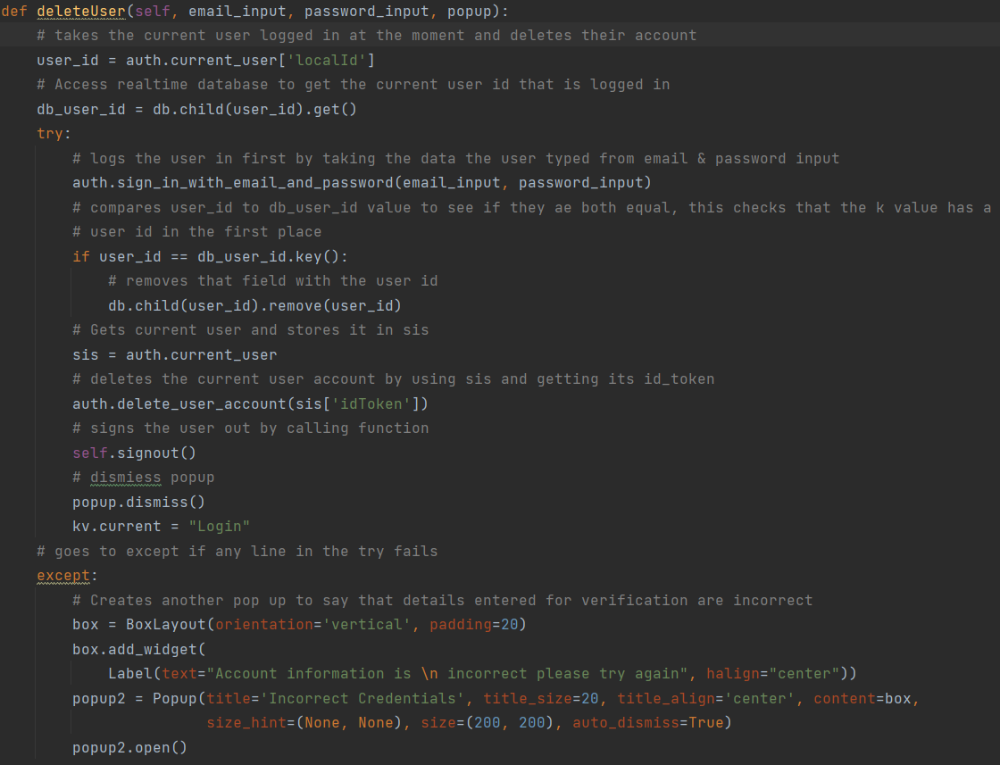 def deleteUser(self, email_input, password_input, popup):
    # takes the current user logged in at the moment and deletes their account
    user_id = auth.current_user['localId']
    # Access realtime database to get the current user id that is logged in
    db_user_id = db.child(user_id).get()
    try:
        # logs the user in first by taking the data the user typed from email & password input
        auth.sign_in_with_email_and_password(email_input, password_input)
        # compares user_id to db_user_id value to see if they ae both equal, this checks that the k value has a
        # user id in the first place
        if user_id == db_user_id.key():
            # removes that field with the user id
            db.child(user_id).remove(user_id)
        # Gets current user and stores it in sis
        sis = auth.current_user
        # deletes the current user account by using sis and getting its id_token
        auth.delete_user_account(sis['idToken'])
        # signs the user out by calling function
        self.signout()
        # dismiess popup
        popup.dismiss()
        kv.current = "Login"
    # goes to except if any line in the try fails
    except:
        # Creates another pop up to say that details entered for verification are incorrect
        box = BoxLayout(orientation='vertical', padding=20)
        box.add_widget(
            Label(text="Account information is \n incorrect please try again", halign="center"))
        popup2 = Popup(title='Incorrect Credentials', title_size=20, title_align='center', content=box,
                       size_hint=(None, None), size=(200, 200), auto_dismiss=True)
        popup2.open()